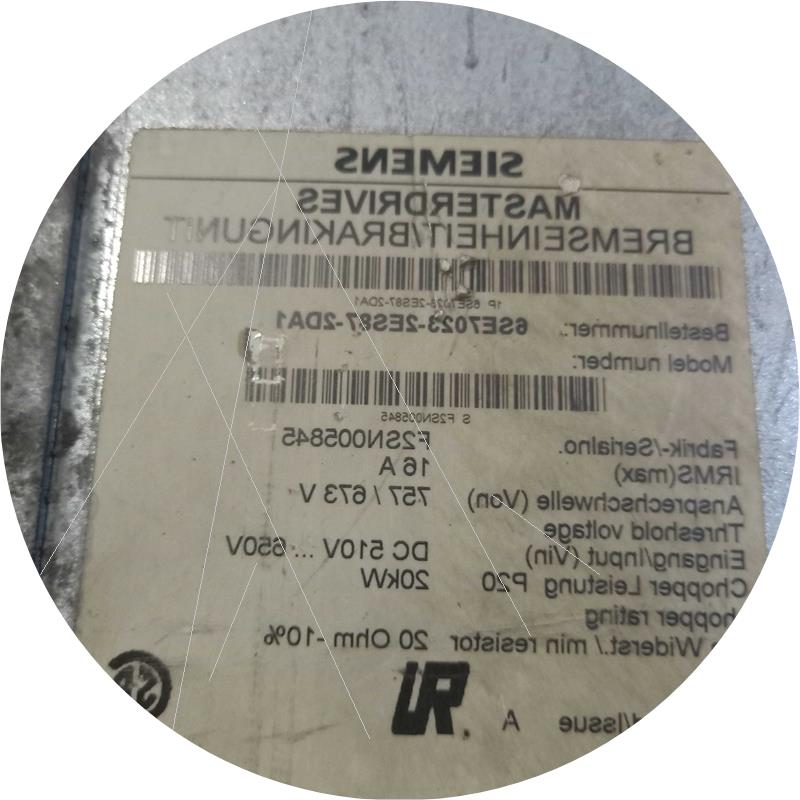 SIEMENS
MASTERDRIVES
BREMSEINHEIT/BRAKINGUNIT
1P 6SE7023-2ES87-2DA1
Bestellnummer: 6SE7023-2ES87-2DA1
Model number:
S F2SN005845
Fabrik-/Serialno. F2SN005845
IRMS(max) 16 A
Ansprechschwelle (Von) 757 / 673 V
Threshold voltage
Eingang/Input (Vin) DC 510V ... 650V
Chopper Leistung P20 20kW
hopper rating
Widerst./ min resistor 20 Ohm -10%
d/Issue A